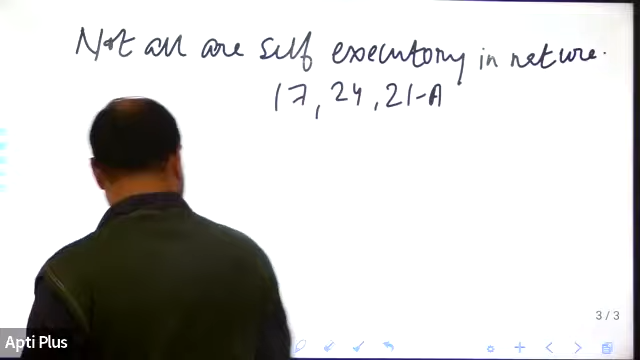 Not all are self executory in nature.
17, 24, 21-A
3 / 3
Apti Plus